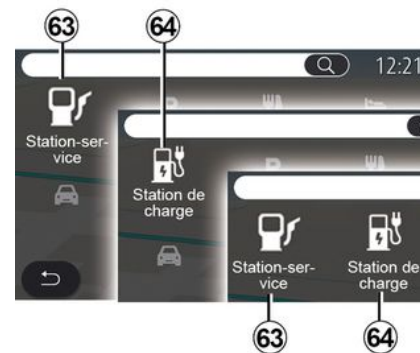 63
64
12:21
Station-ser-
vice
Station de
charge
Station-ser-
vice
Station de
charge
63
64